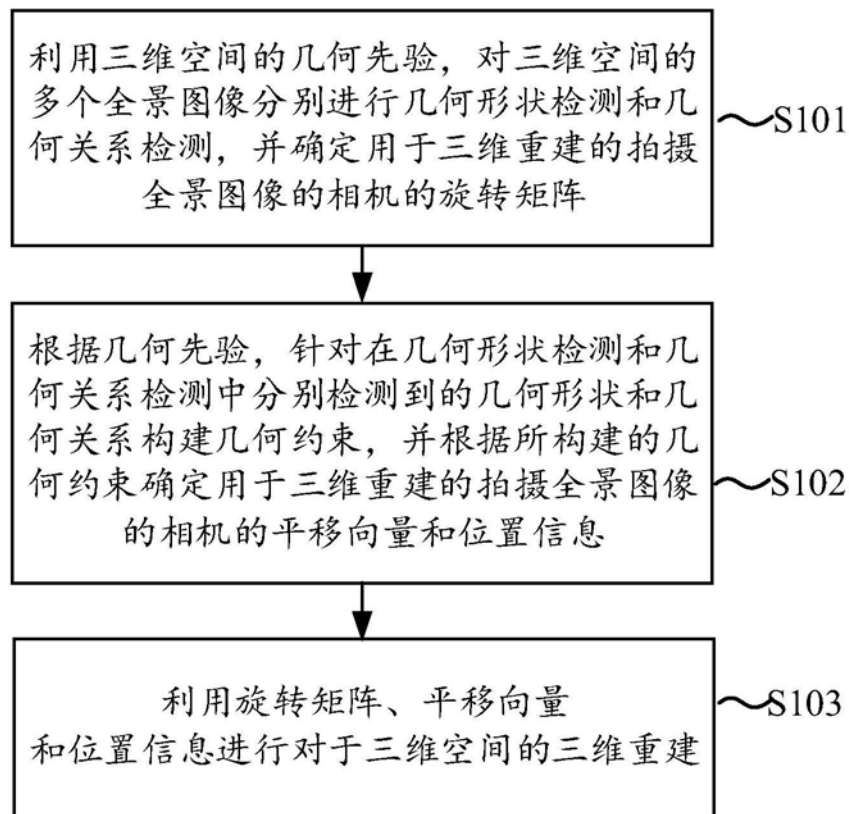 利用三维空间的几何先验，对三维空间的
多个全景图像分别进行几何形状检测和几
何关系检测，并确定用于三维重建的拍摄
全景图像的相机的旋转矩阵
S101
根据几何先验，针对在几何形状检测和几
何关系检测中分别检测到的几何形状和几
何关系构建几何约束，并根据所构建的几
何约束确定用于三维重建的拍摄全景图像
的相机的平移向量和位置信息
S102
利用旋转矩阵、平移向量
和位置信息进行对于三维空间的三维重建
S103